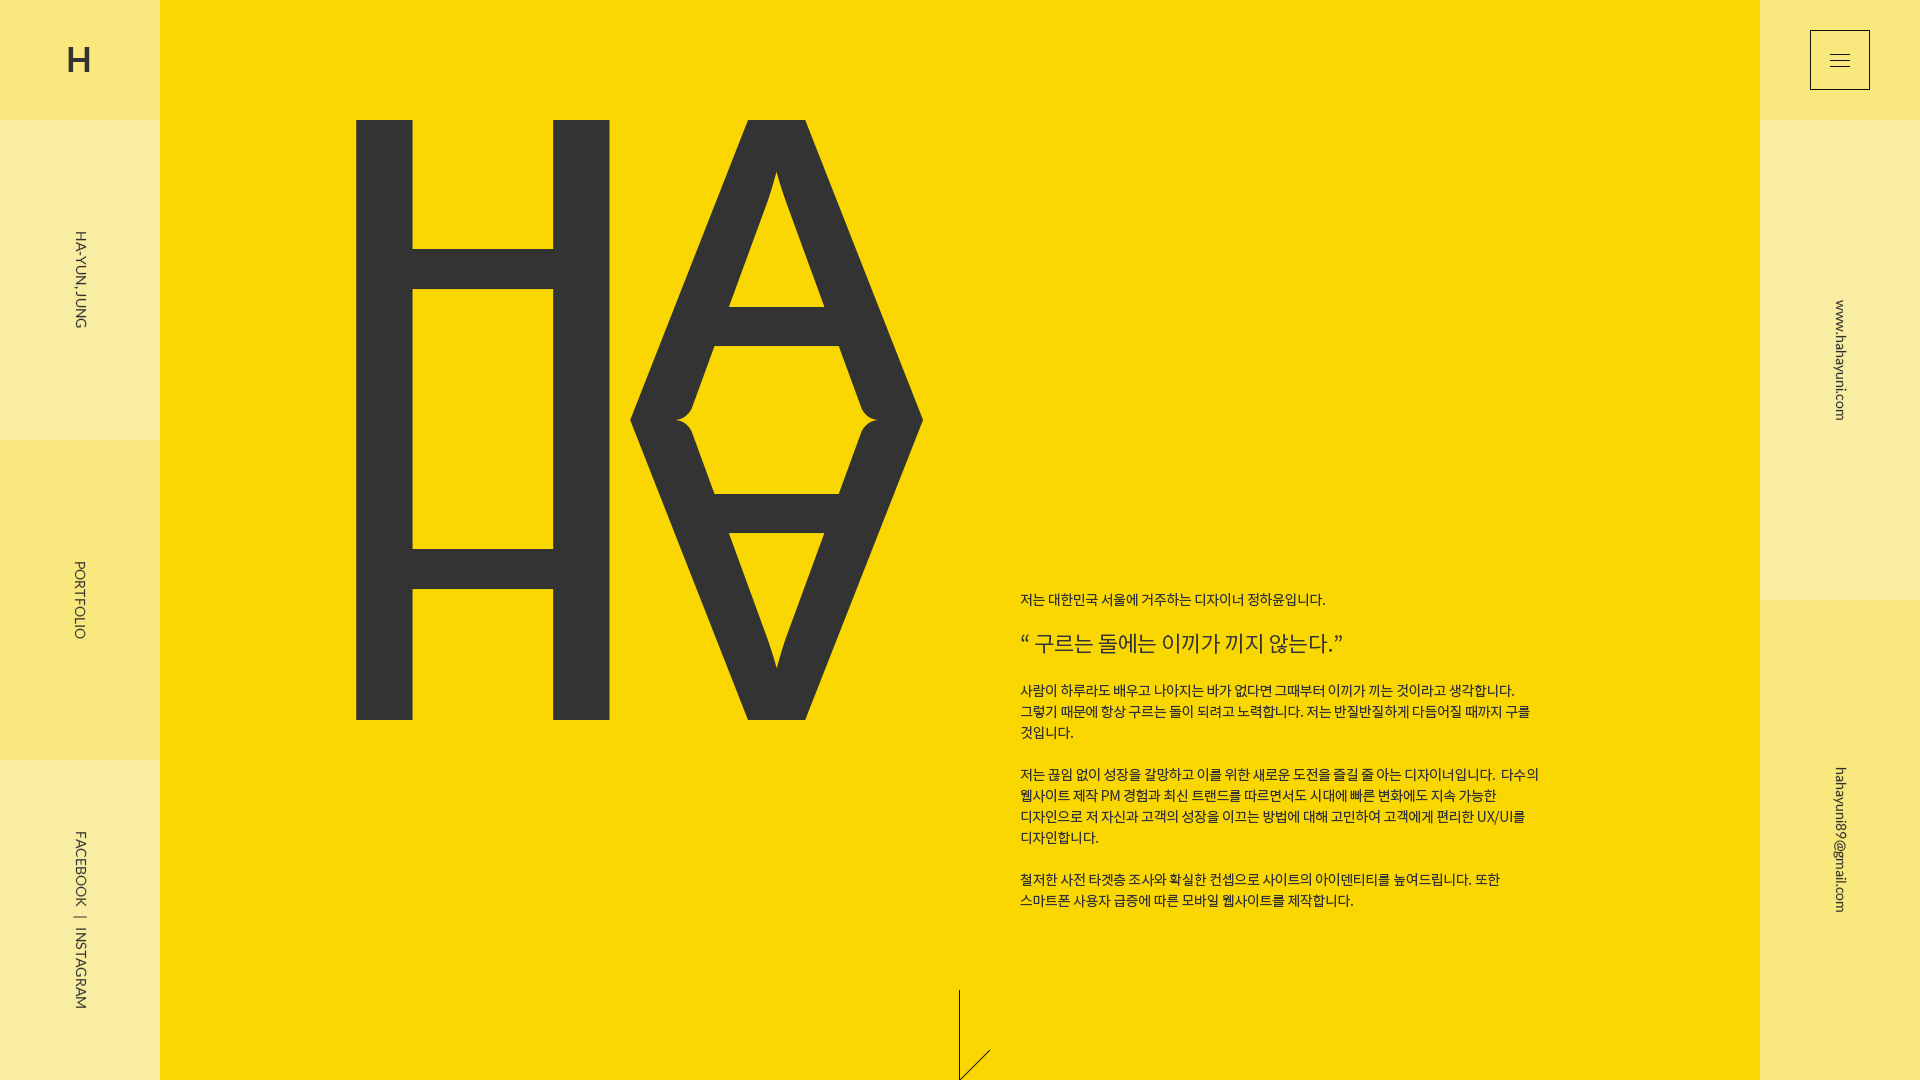 H
HA-YUN, JUNG
PORTFOLIO
FACEBOOK | INSTAGRAM
HA
HA
저는 대한민국 서울에 거주하는 디자이너 정하윤입니다.
“ 구르는 돌에는 이끼가 끼지 않는다.”
사람이 하루라도 배우고 나아지는 바가 없다면 그때부터 이끼가 끼는 것이라고 생각합니다.
그렇기 때문에 항상 구르는 돌이 되려고 노력합니다. 저는 반질반질하게 다듬어질 때까지 구를
것입니다.
저는 끊임 없이 성장을 갈망하고 이를 위한 새로운 도전을 즐길 줄 아는 디자이너입니다. 다수의
웹사이트 제작 PM 경험과 최신 트랜드를 따르면서도 시대에 빠른 변화에도 지속 가능한
디자인으로 저 자신과 고객의 성장을 이끄는 방법에 대해 고민하여 고객에게 편리한 UX/UI를
디자인합니다.
철저한 사전 타겟층 조사와 확실한 컨셉으로 사이트의 아이덴티티를 높여드립니다. 또한
스마트폰 사용자 급증에 따른 모바일 웹사이트를 제작합니다.
www.hahayuni.com
hahayuni89@gmail.com